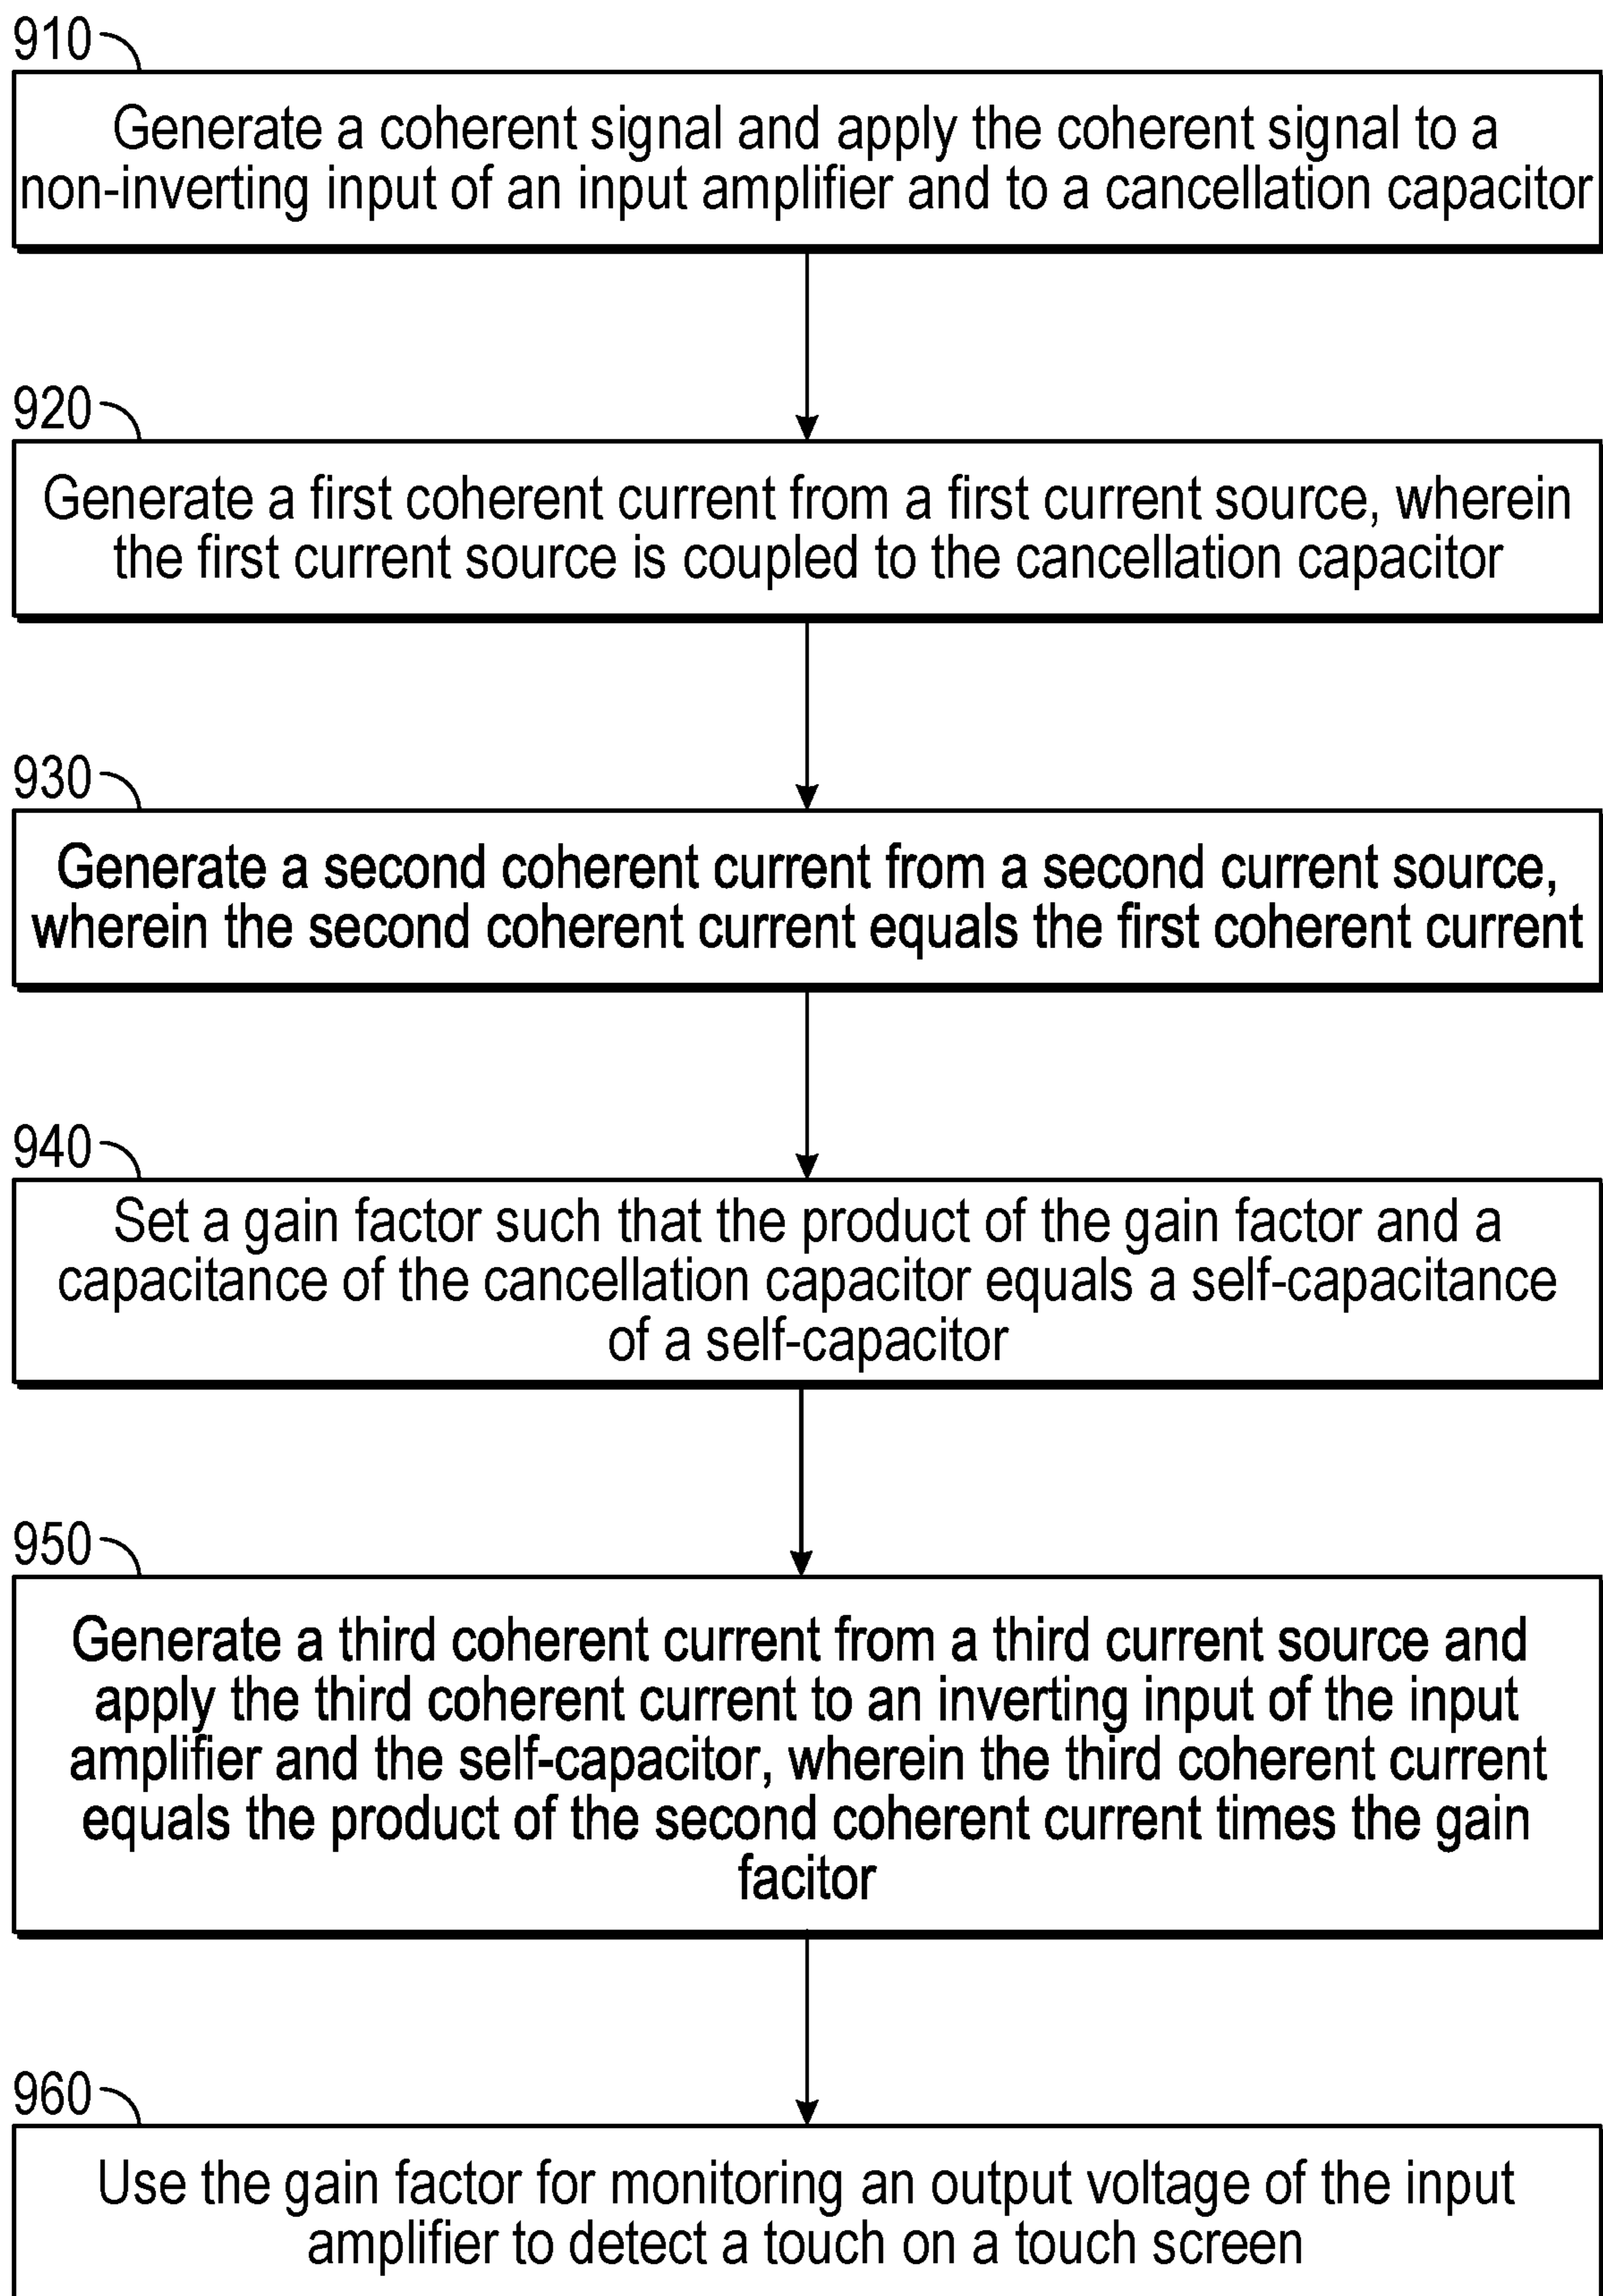 910
Generate a coherent signal and apply the coherent signal to a
non-inverting input of an input amplifier and to a cancellation capacitor
920
Generate a first coherent current from a first current source, wherein
the first current source is coupled to the cancellation capacitor
930
Generate a second coherent current from a second current source,
wherein the second coherent current equals the first coherent current
940
Set a gain factor such that the product of the gain factor and a
capacitance of the cancellation capacitor equals a self-capacitance
of a self-capacitor
950
Generate a third coherent current from a third current source and
apply the third coherent current to an inverting input of the input
amplifier and the self-capacitor, wherein the third coherent current
equals the product of the second coherent current times the gain
facitor
960
Use the gain factor for monitoring an output voltage of the input
amplifier to detect a touch on a touch screen